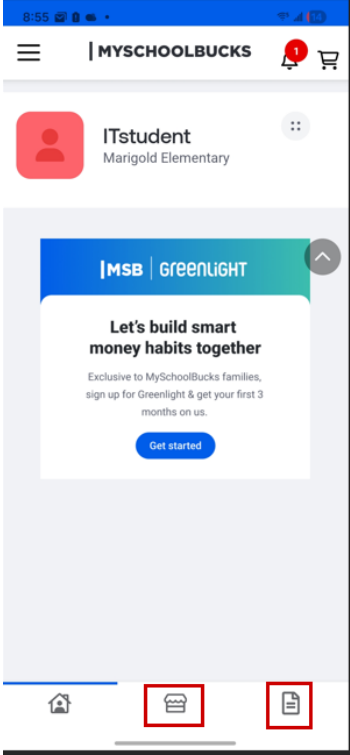 8:55
| MYSCHOOLBUCKS
1
ITstudent
Marigold Elementary
|MSB | GReenLiGHT
Let's build smart
money habits together
Exclusive to MySchoolBucks families,
sign up for Greenlight & get your first 3
months on us.
Get started